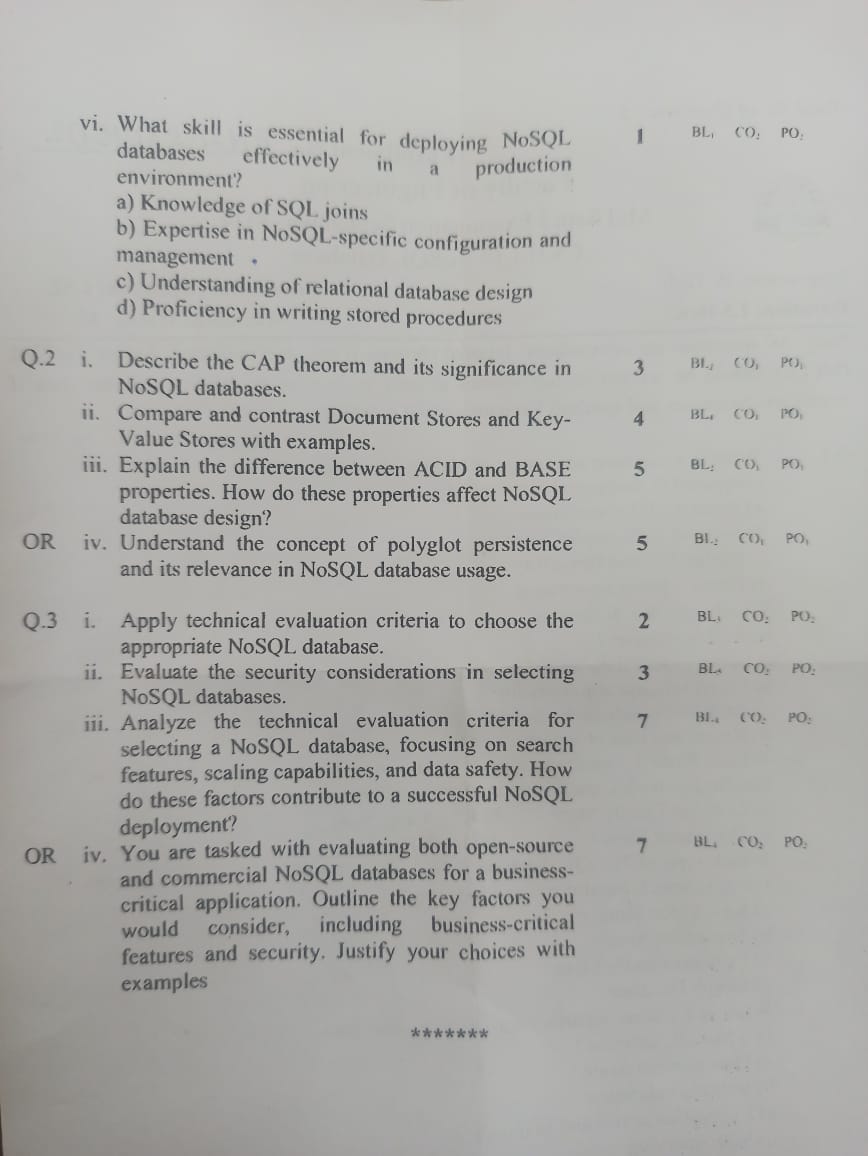 vi. What skill is essential for deploying NoSQL 1 BL₁ CO₂ PO₂
databases effectively in a production
environment?
a) Knowledge of SQL joins
b) Expertise in NoSQL-specific configuration and
management
c) Understanding of relational database design
d) Proficiency in writing stored procedures
Q.2 i. Describe the CAP theorem and its significance in 3 BL₂ CO₁ PO₁
NoSQL databases.
ii. Compare and contrast Document Stores and Key- 4 BL₄ CO₁ PO₁
Value Stores with examples.
iii. Explain the difference between ACID and BASE 5 BL₂ CO₁ PO₁
properties. How do these properties affect NoSQL
database design?
OR iv. Understand the concept of polyglot persistence 5 BL₂ CO₁ PO₁
and its relevance in NoSQL database usage.
Q.3 i. Apply technical evaluation criteria to choose the 2 BL CO₂ PO₂
appropriate NoSQL database.
ii. Evaluate the security considerations in selecting 3 BL₄ CO₂ PO₂
NoSQL databases.
iii. Analyze the technical evaluation criteria for 7 BL₄ CO₂ PO₂
selecting a NoSQL database, focusing on search
features, scaling capabilities, and data safety. How
do these factors contribute to a successful NoSQL
deployment?
OR iv. You are tasked with evaluating both open-source 7 BL₄ CO₂ PO₂
and commercial NoSQL databases for a business-
critical application. Outline the key factors you
would consider, including business-critical
features and security. Justify your choices with
examples
*******